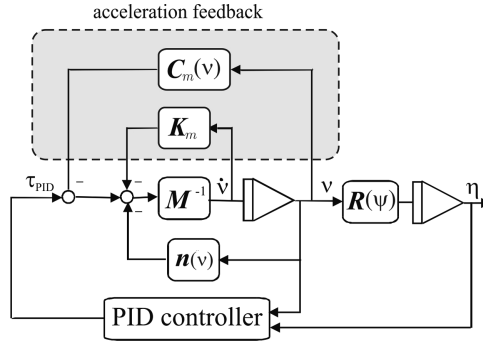 acceleration feedback
C_m(ν)
K_m
τ_PID − − M⁻¹ ν̇ ν R(ψ) η
−
n(ν)
PID controller